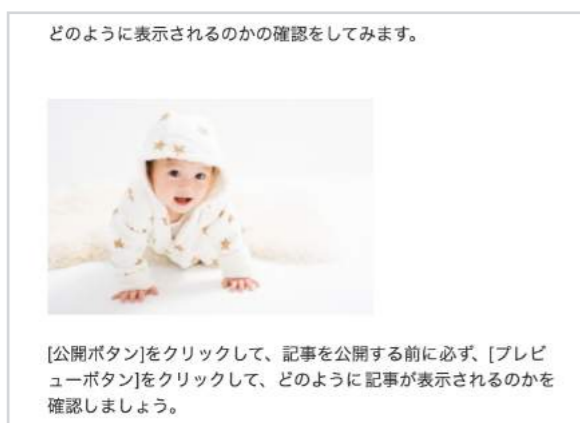 どのように表示されるのかの確認をしてみます。
[公開ボタン]をクリックして、記事を公開する前に必ず、[プレビ
ューボタン]をクリックして、どのように記事が表示されるのかを
確認しましょう。